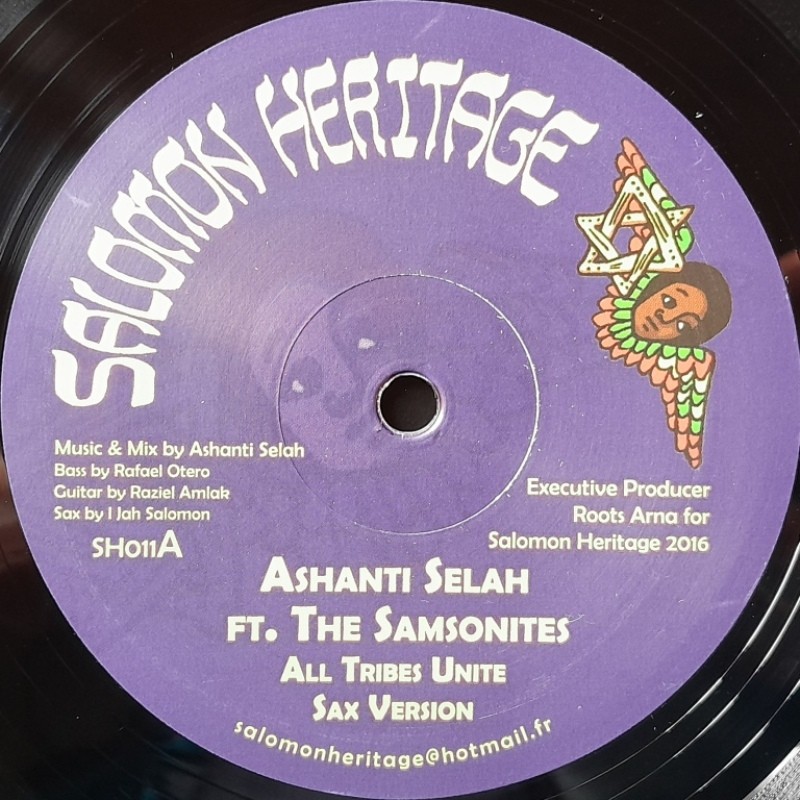 SALOMON HERITAGE
Music & Mix by Ashanti Selah
Bass by Rafael Otero
Guitar by Raziel Amlak
Sax by I Jah Salomon
SH011A
Executive Producer
Roots Arna for
Salomon Heritage 2016
ASHANTI SELAH
FT. THE SAMSONITES
ALL TRIBES UNITE
SAX VERSION
salomonheritage@hotmail.fr